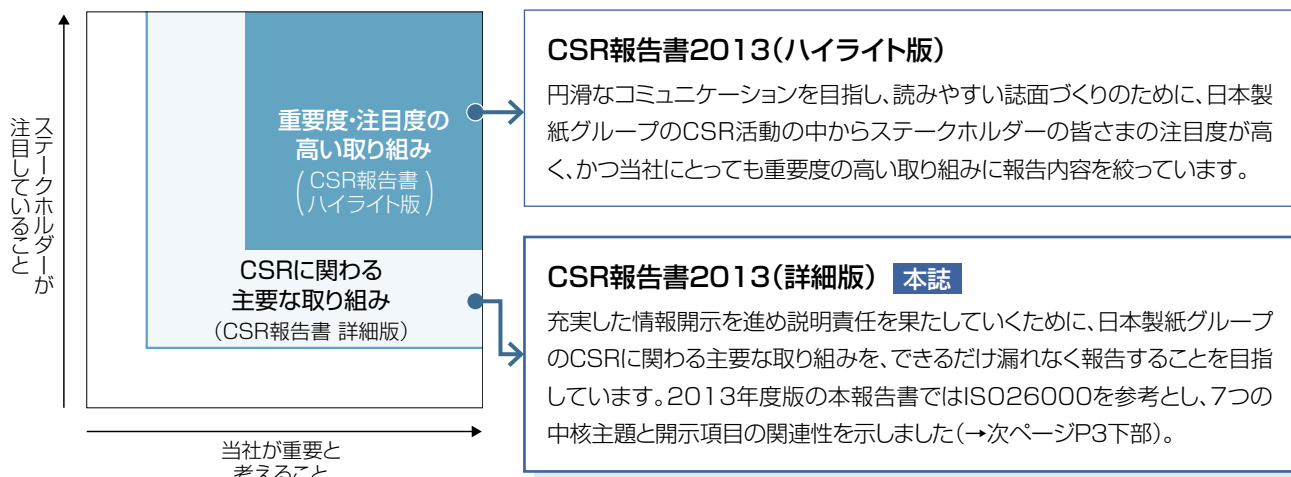 ステークホルダーが
注目していること
重要度・注目度の
高い取り組み
(CSR報告書
ハイライト版)
CSRに関わる
主要な取り組み
(CSR報告書 詳細版)
当社が重要と
考えること
CSR報告書2013(ハイライト版)
円滑なコミュニケーションを目指し、読みやすい誌面づくりのために、日本製
紙グループのCSR活動の中からステークホルダーの皆さまの注目度が高
く、かつ当社にとっても重要度の高い取り組みに報告内容を絞っています。
CSR報告書2013(詳細版) 本誌
充実した情報開示を進め説明責任を果たしていくために、日本製紙グループ
のCSRに関わる主要な取り組みを、できるだけ漏れなく報告することを目指
しています。2013年度版の本報告書ではISO26000を参考とし、7つの
中核主題と開示項目の関連性を示しました(→次ページP3下部)。